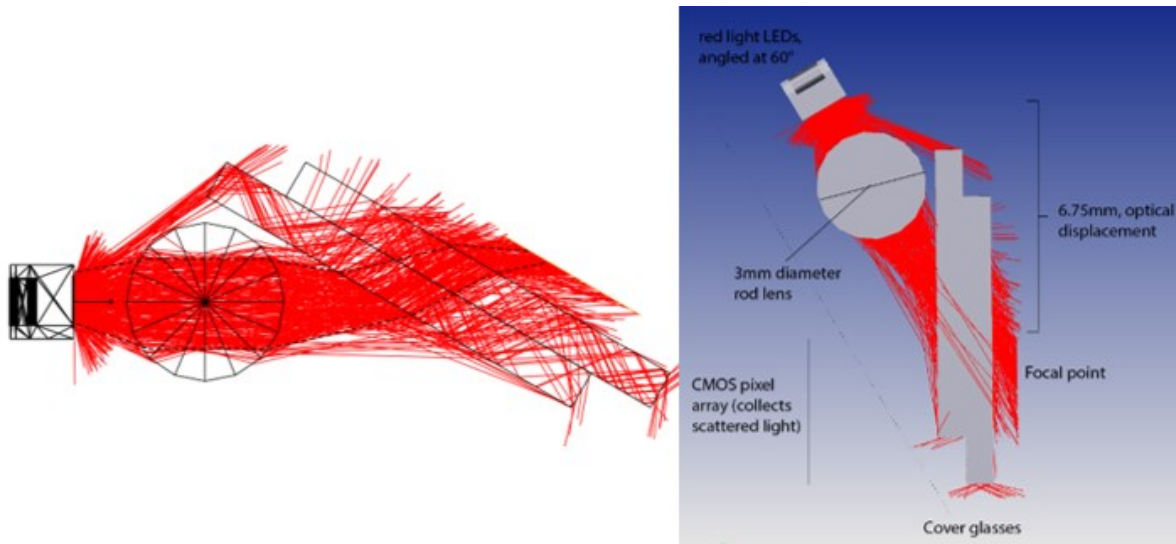 red light LEDs,
angled at 60°
6.75mm, optical
displacement
3mm diameter
rod lens
Focal point
CMOS pixel
array (collects
scattered light)
Cover glasses